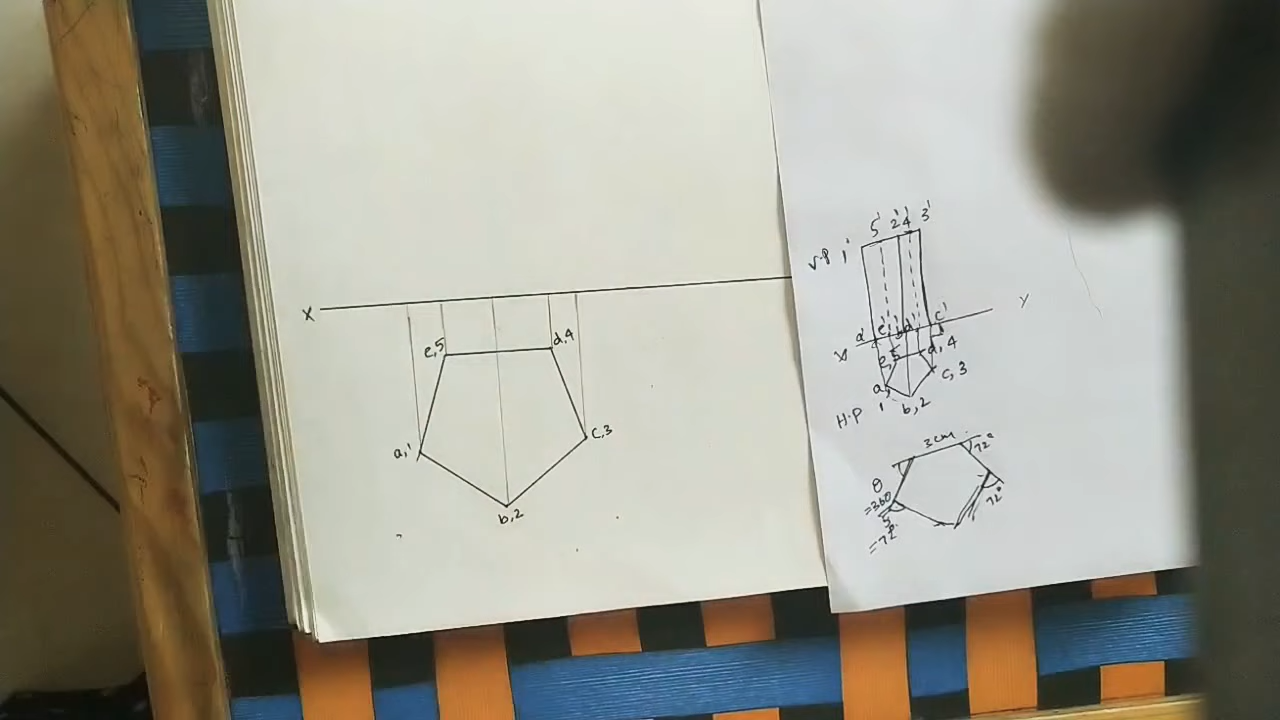 X
e,5
d,4
a,1
c,3
b,2
5' 2' 4' 3'
V.P 1'
Y
a' e' b' d' c'
X
e,5
d,4
a,
1
c,3
b,2
H.P
3cm
72°
θ
=360
5
=72°
72°